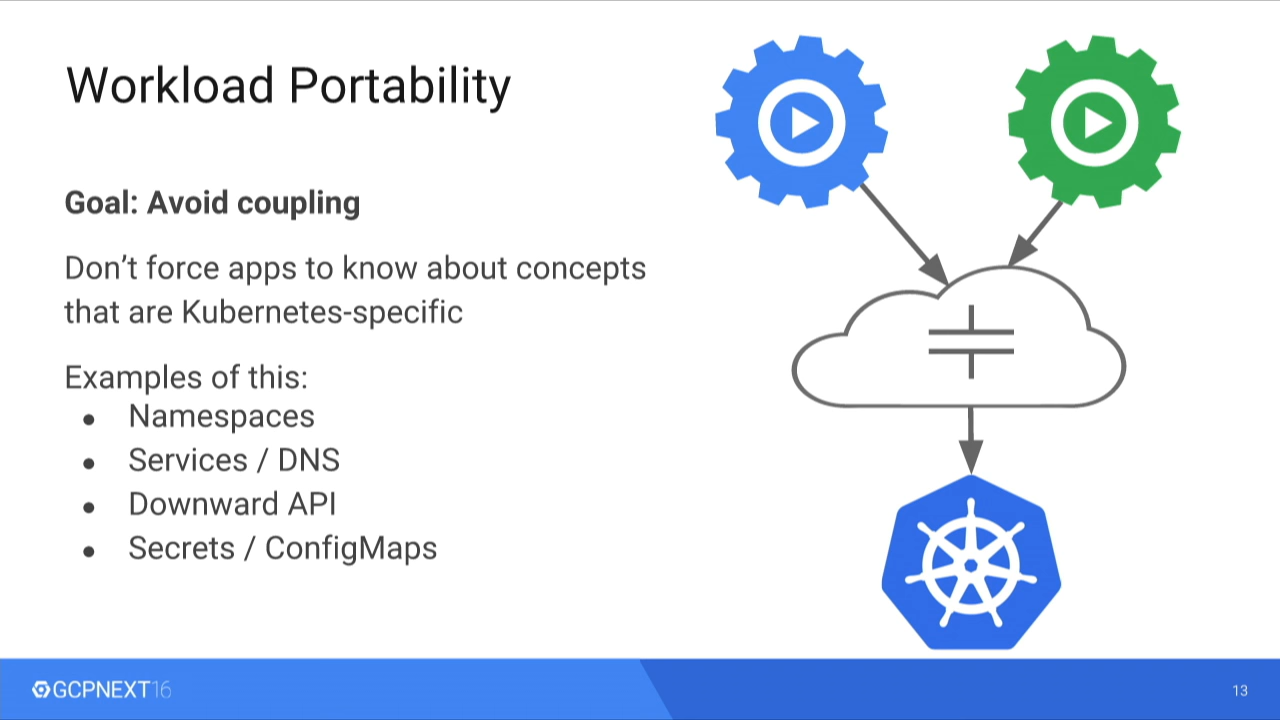 Workload Portability
Goal: Avoid coupling
Don’t force apps to know about concepts
that are Kubernetes-specific
Examples of this:
● Namespaces
● Services / DNS
● Downward API
● Secrets / ConfigMaps
GCPNEXT16
13